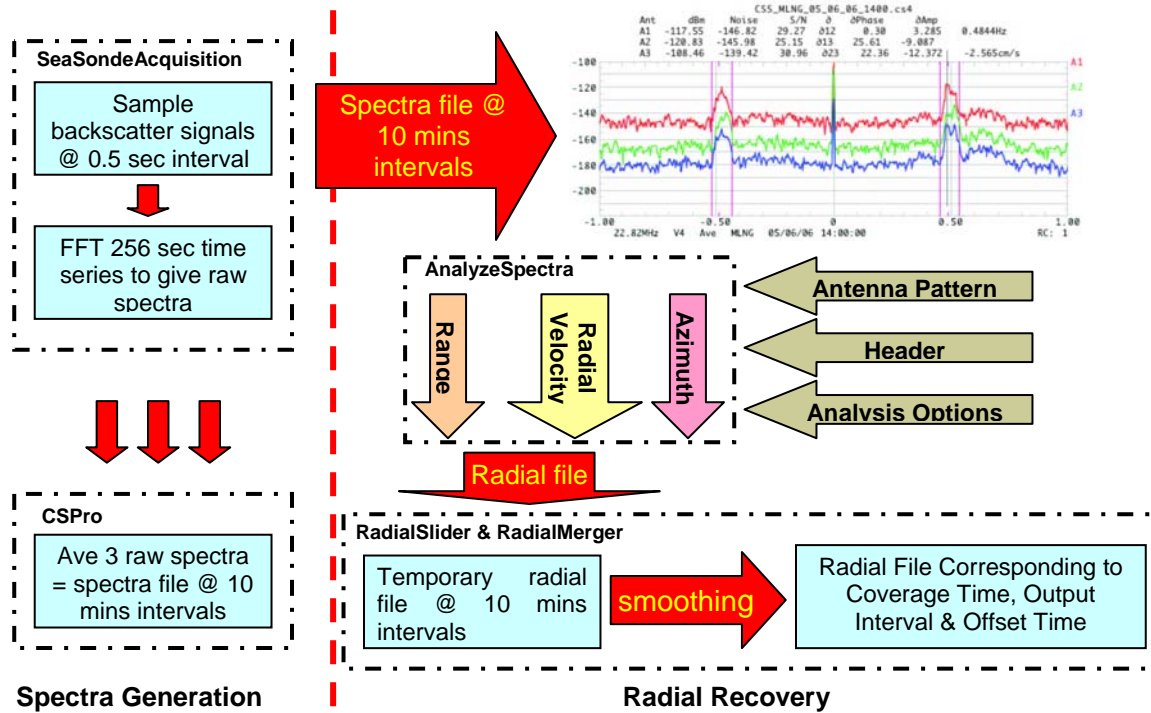 SeaSondeAcquisition
Sample
backscatter signals
@ 0.5 sec interval
FFT 256 sec time
series to give raw
spectra
CSPro
Ave 3 raw spectra
= spectra file @ 10
mins intervals
Spectra Generation
Spectra file @
10 mins
intervals
CSS_MLNG_05_06_06_1400.cs4
Ant dBm Noise S/N ∂ ∂Phase ∂Amp
A1 -117.55 -146.82 29.27 ∂12 0.30 3.285 0.4844Hz
A2 -120.83 -145.98 25.15 ∂13 25.61 -9.087
A3 -108.46 -139.42 30.96 ∂23 22.36 -12.372 -2.565cm/s
-100
-120
-140
-160
-180
-200
A1
A2
A3
-1.00 -0.50 0 0.50 1.00
22.82MHz V4 Ave MLNG 05/06/06 14:00:00 RC: 1
AnalyzeSpectra
Range
Radial
Velocity
Azimuth
Antenna Pattern
Header
Analysis Options
Radial file
RadialSlider & RadialMerger
Temporary radial
file @ 10 mins
intervals
smoothing
Radial File Corresponding to
Coverage Time, Output
Interval & Offset Time
Radial Recovery